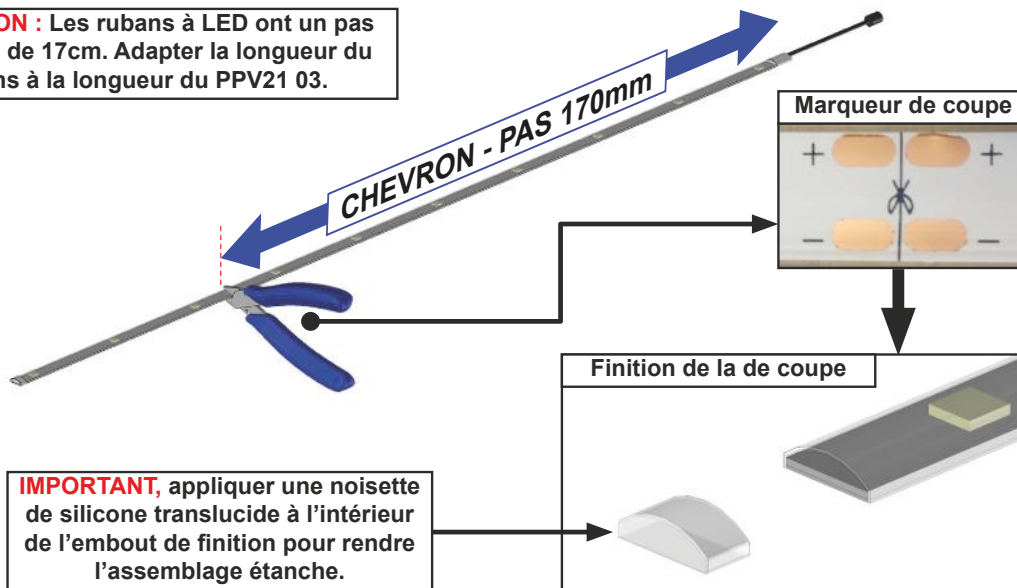 ON : Les rubans à LED ont un pas
de 17cm. Adapter la longueur du
ns à la longueur du PPV21 03.
CHEVRON - PAS 170mm
Marqueur de coupe
+ +
– –
Finition de la de coupe
IMPORTANT, appliquer une noisette
de silicone translucide à l’intérieur
de l’embout de finition pour rendre
l’assemblage étanche.